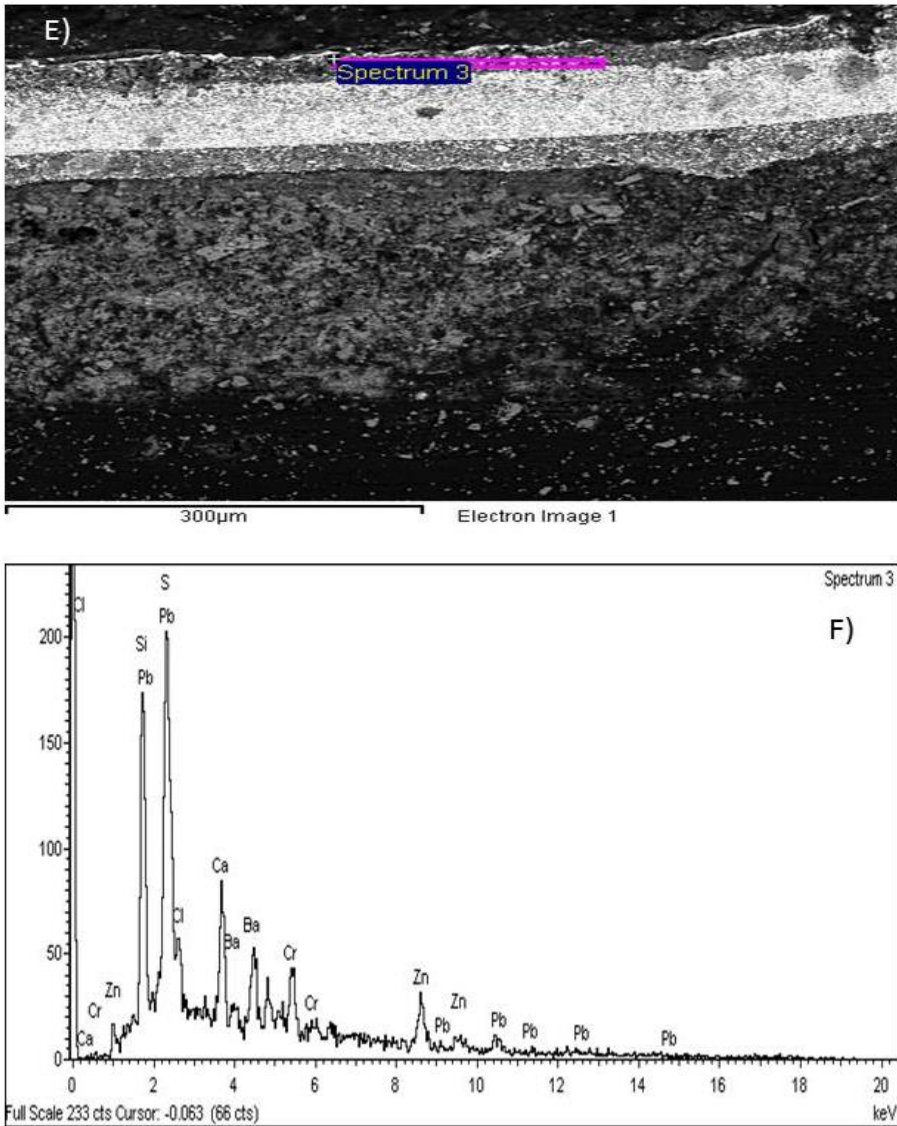 E)
Spectrum 3
300µm Electron Image 1
Spectrum 3
F)
S
Cl
Pb
200
Si
Pb
150
100
Ca
Cl
Ba
Ba
50
Cr
Zn
Zn
Cr
Cr
Zn
Ca
Pb
Pb
Pb
Pb
Pb
0
0 2 4 6 8 10 12 14 16 18 20
Full Scale 233 cts Cursor: -0.063 (66 cts) keV